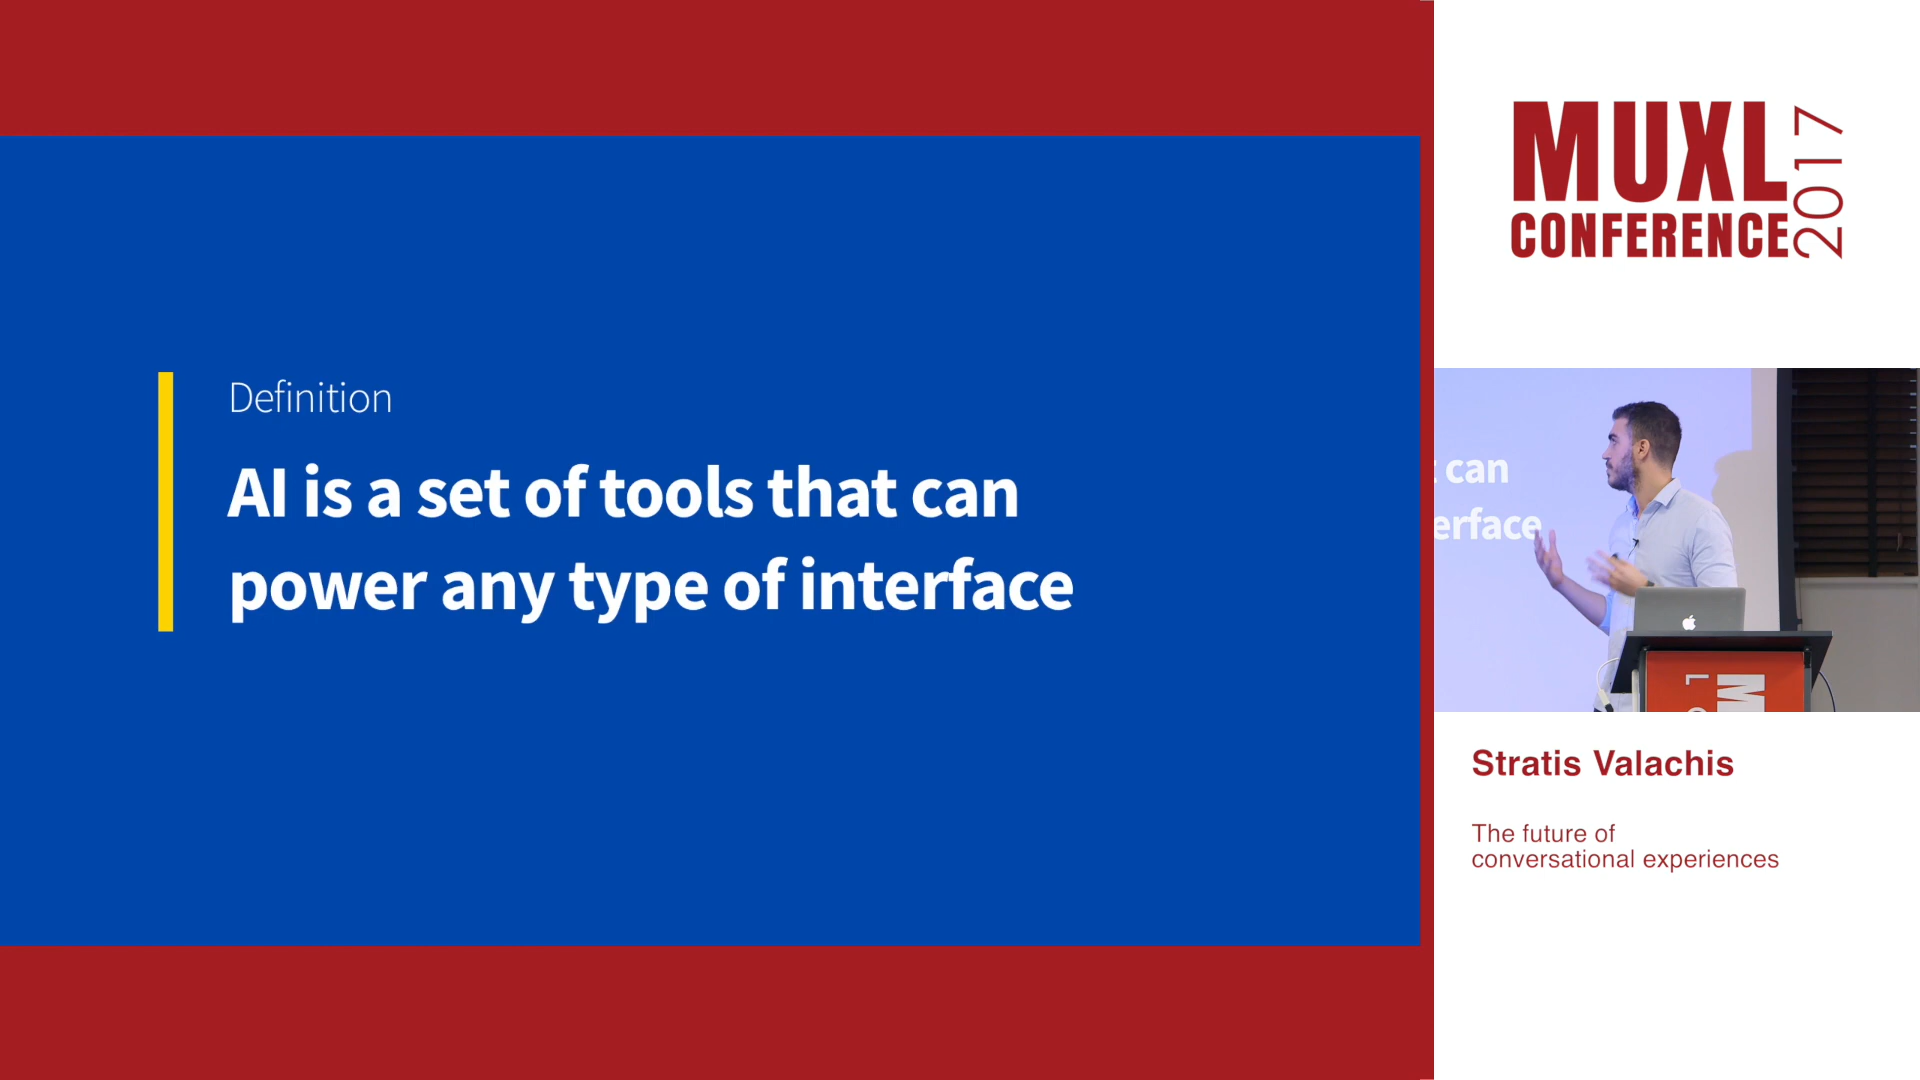 Definition
AI is a set of tools that can
power any type of interface
MUXL
CONFERENCE
2017
can
erface
M
L
Stratis Valachis
The future of
conversational experiences